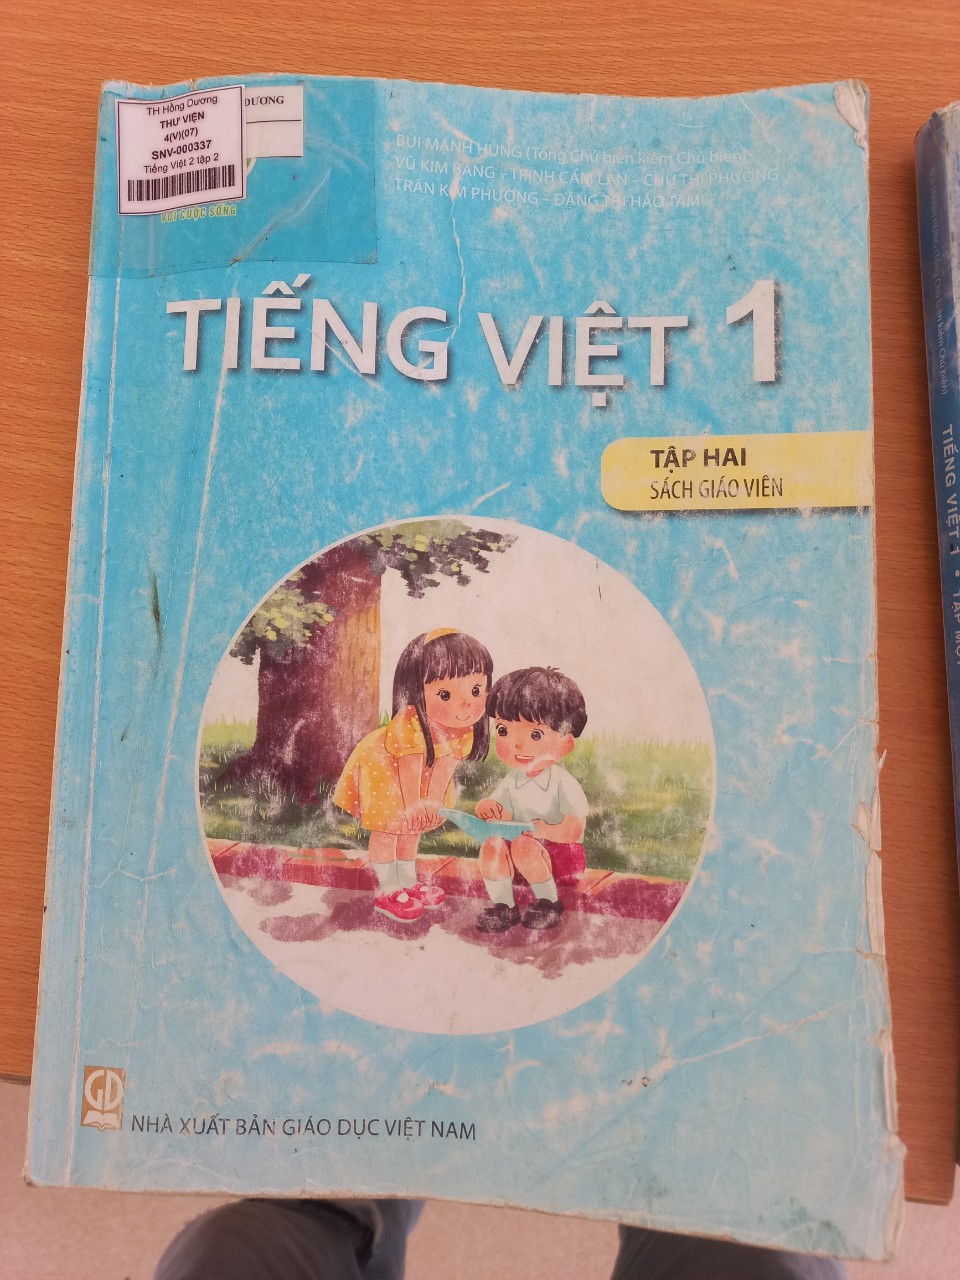 TH Hồng Dương
THƯ VIỆN
4(V)(07)
SNV-000337
Tiếng Việt 2 tập 2
DƯƠNG
VỚI CUỘC SỐNG
BÙI MẠNH HÙNG (Tổng Chủ biên kiêm Chủ biên)
VŨ KIM BẢNG – TRỊNH CẨM LAN – CHU THỊ PHƯỢNG
TRẦN KIM PHƯỢNG – ĐẶNG THỊ HẢO TÂM
TIẾNG VIỆT 1
TẬP HAI
SÁCH GIÁO VIÊN
GD
NHÀ XUẤT BẢN GIÁO DỤC VIỆT NAM
TIẾNG VIỆT 1 • TẬP MỘT